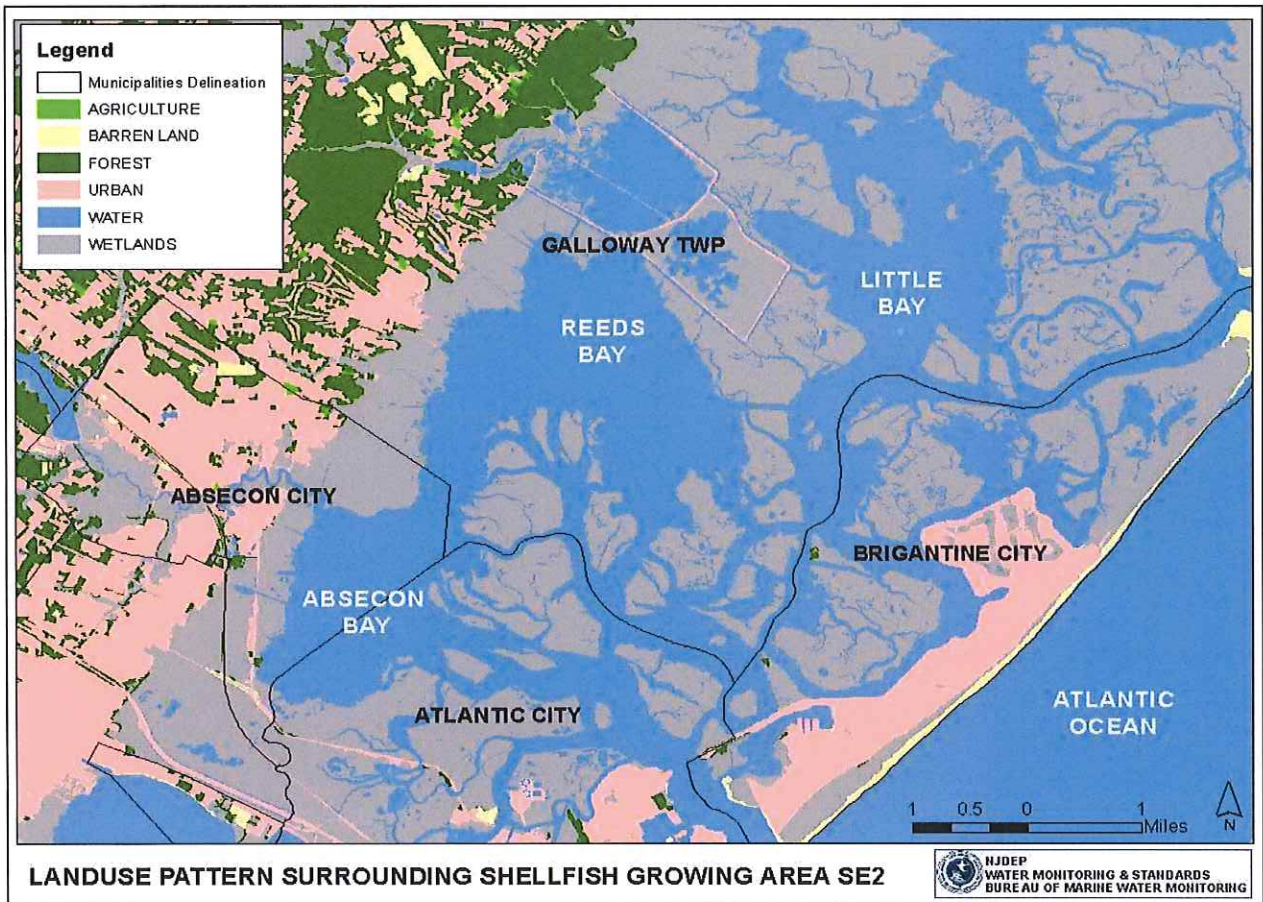 Legend
Municipalities Delineation
AGRICULTURE
BARREN LAND
FOREST
URBAN
WATER
WETLANDS
GALLOWAY TWP
LITTLE
BAY
REEDS
BAY
ABSECON CITY
BRIGANTINE CITY
ABSECON
BAY
ATLANTIC CITY
ATLANTIC
OCEAN
1 0.5 0 1
Miles
N
LANDUSE PATTERN SURROUNDING SHELLFISH GROWING AREA SE2
NJDEP
WATER MONITORING & STANDARDS
BUREAU OF MARINE WATER MONITORING